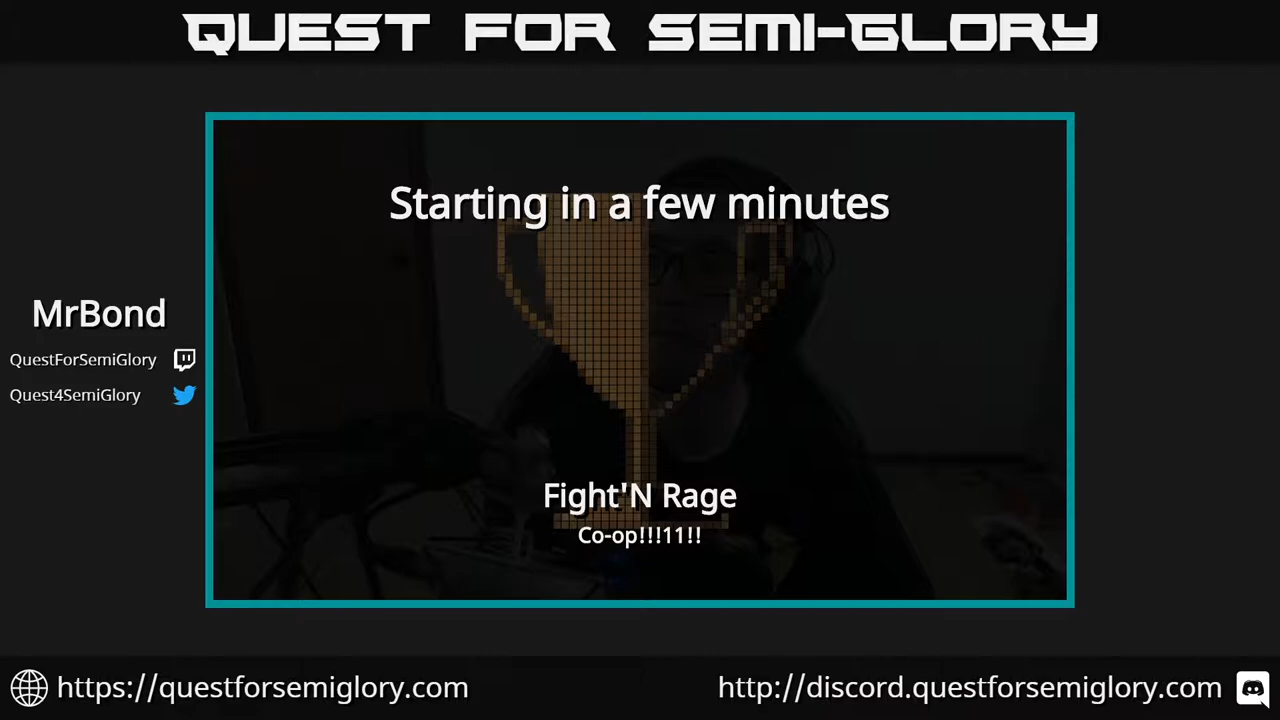 QUEST FOR SEMI-GLORY
Starting in a few minutes
MrBond
QuestForSemiGlory
Quest4SemiGlory
Fight'N Rage
Co-op!!!11!!
https://questforsemiglory.com
http://discord.questforsemiglory.com